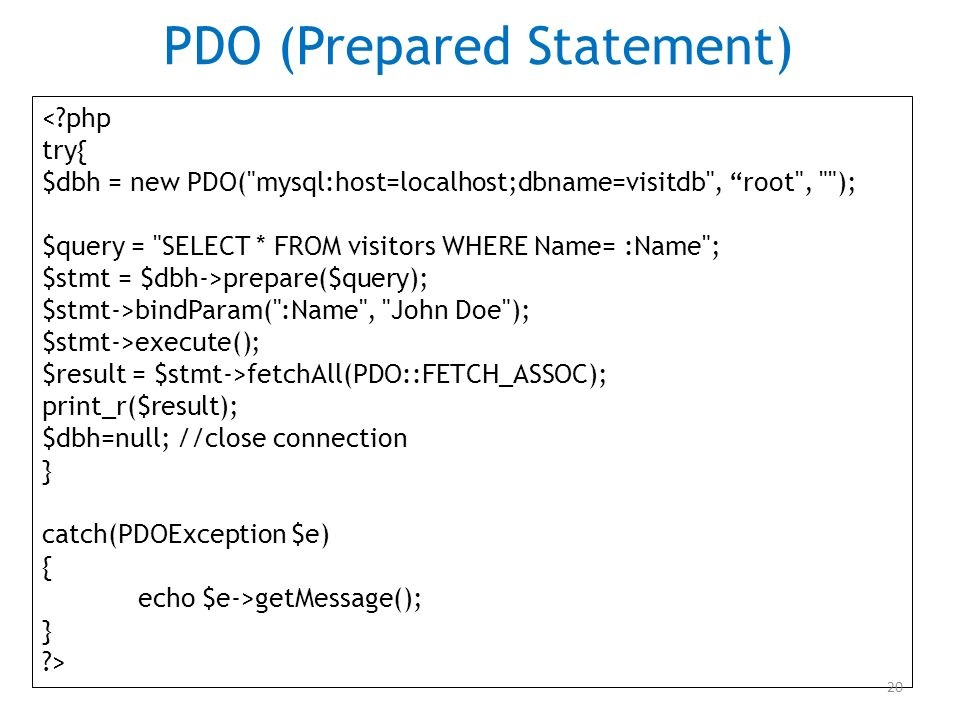 PDO (Prepared Statement)
<?php
try{
$dbh = new PDO("mysql:host=localhost;dbname=visitdb", “root", "");
$query = "SELECT * FROM visitors WHERE Name= :Name";
$stmt = $dbh->prepare($query);
$stmt->bindParam(":Name", "John Doe");
$stmt->execute();
$result = $stmt->fetchAll(PDO::FETCH_ASSOC);
print_r($result);
$dbh=null; //close connection
}
catch(PDOException $e)
{
echo $e->getMessage();
}
?>
20